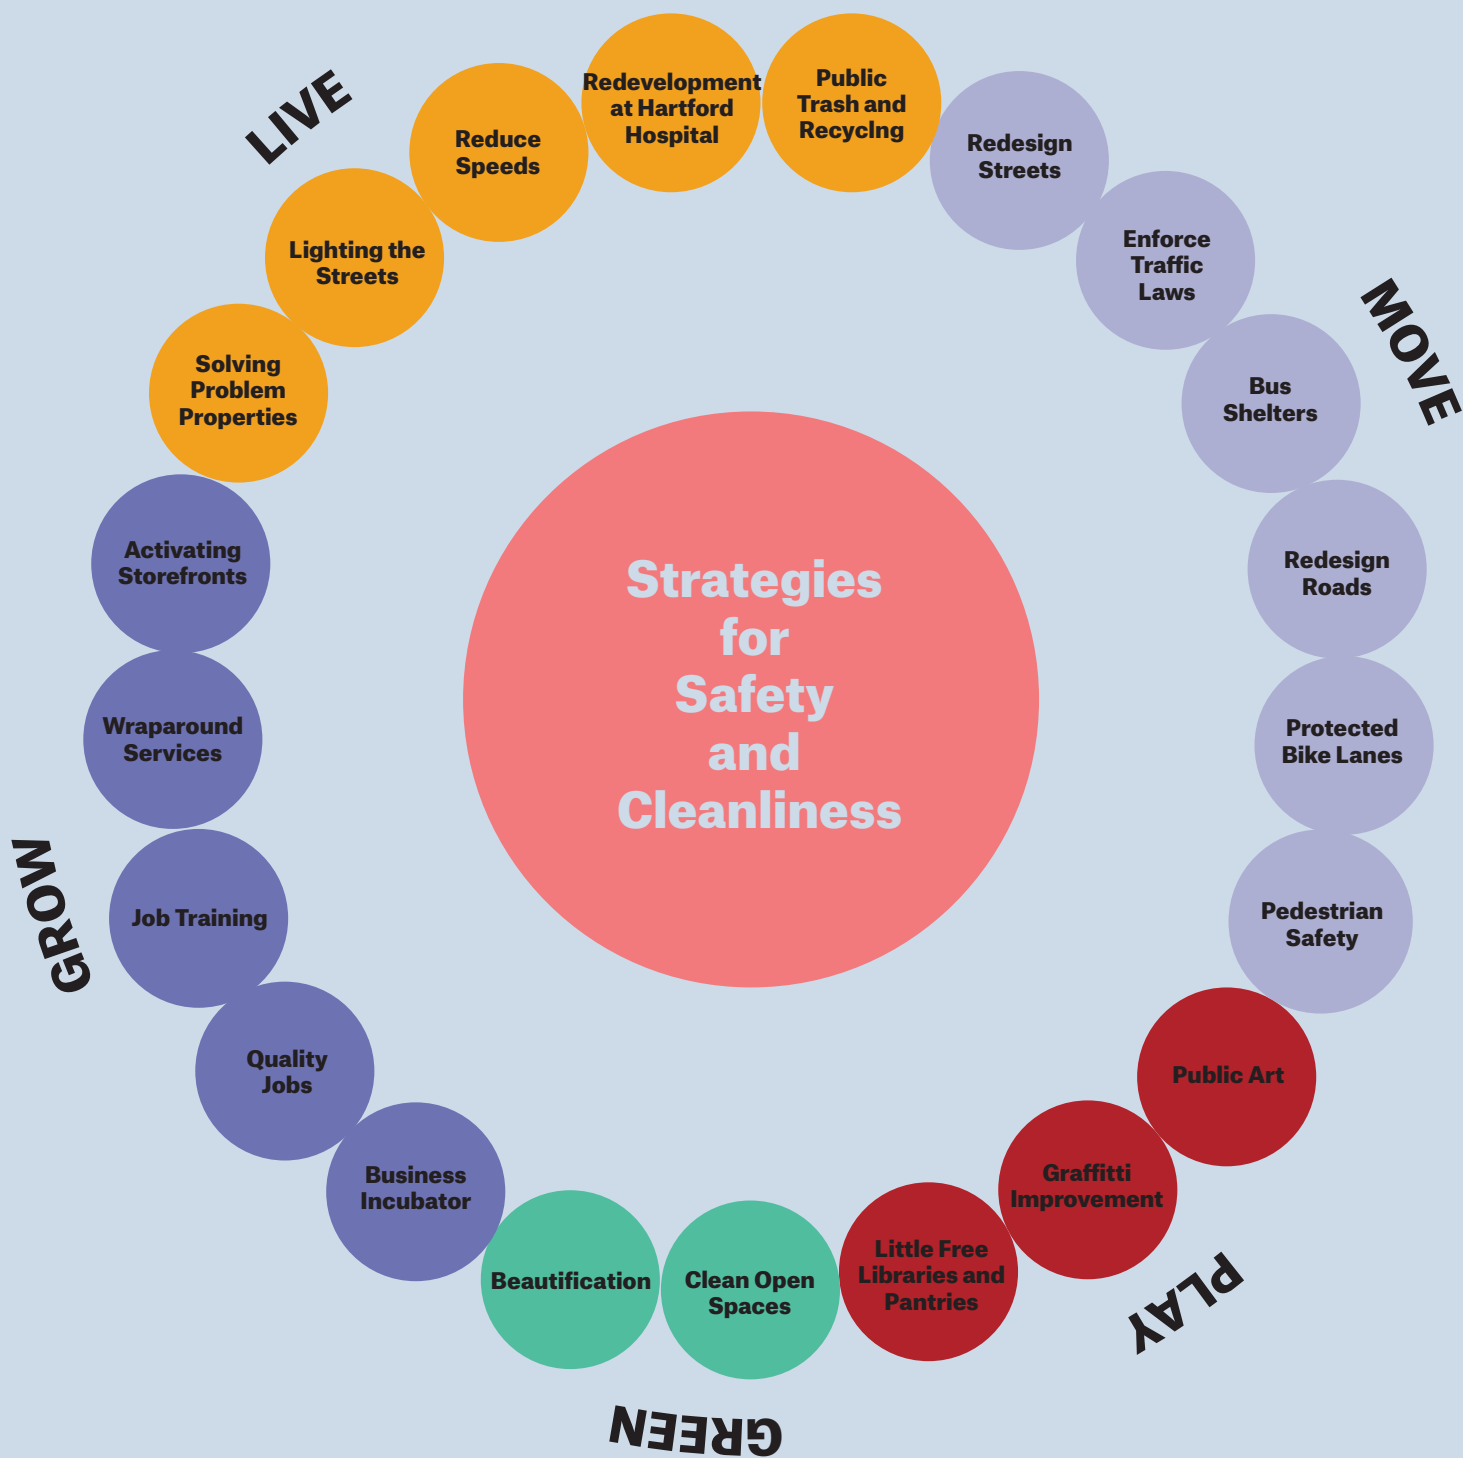 Strategies
for
Safety
and
Cleanliness
LIVE
Solving
Problem
Properties
Lighting the
Streets
Reduce
Speeds
Redevelopment
at Hartford
Hospital
Public
Trash and
Recyclng
MOVE
Redesign
Streets
Enforce
Traffic
Laws
Bus
Shelters
Redesign
Roads
Protected
Bike Lanes
Pedestrian
Safety
PLAY
Public Art
Graffitti
Improvement
Little Free
Libraries and
Pantries
GREEN
Clean Open
Spaces
Beautification
GROW
Business
Incubator
Quality
Jobs
Job Training
Wraparound
Services
Activating
Storefronts